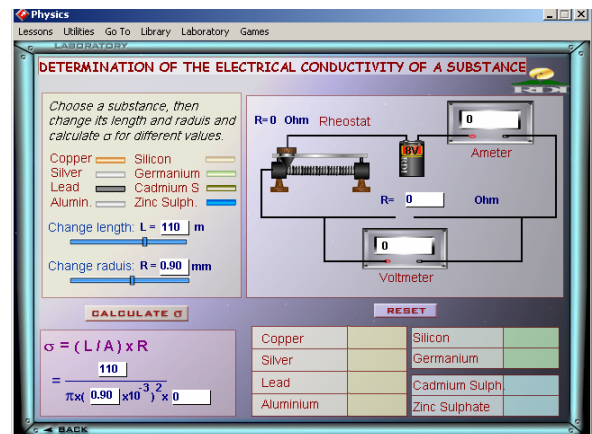 Physics
Lessons Utilities Go To Library Laboratory Games
LABORATORY
DETERMINATION OF THE ELECTRICAL CONDUCTIVITY OF A SUBSTANCE
RDI
Choose a substance, then
change its length and raduis and
calculate σ for different values.
Copper Silicon
Silver Germanium
Lead Cadmium S
Alumin. Zinc Sulph.
Change length: L = 110 m
Change raduis: R = 0.90 mm
R=0 Ohm Rheostat
8V
0
Ameter
R= 0 Ohm
0
Voltmeter
CALCULATE σ
RESET
σ = (L/A) x R
= 110
πx( 0.90 x10⁻³)² x 0
Copper
Silver
Lead
Aluminium
Silicon
Germanium
Cadmium Sulph.
Zinc Sulphate
BACK